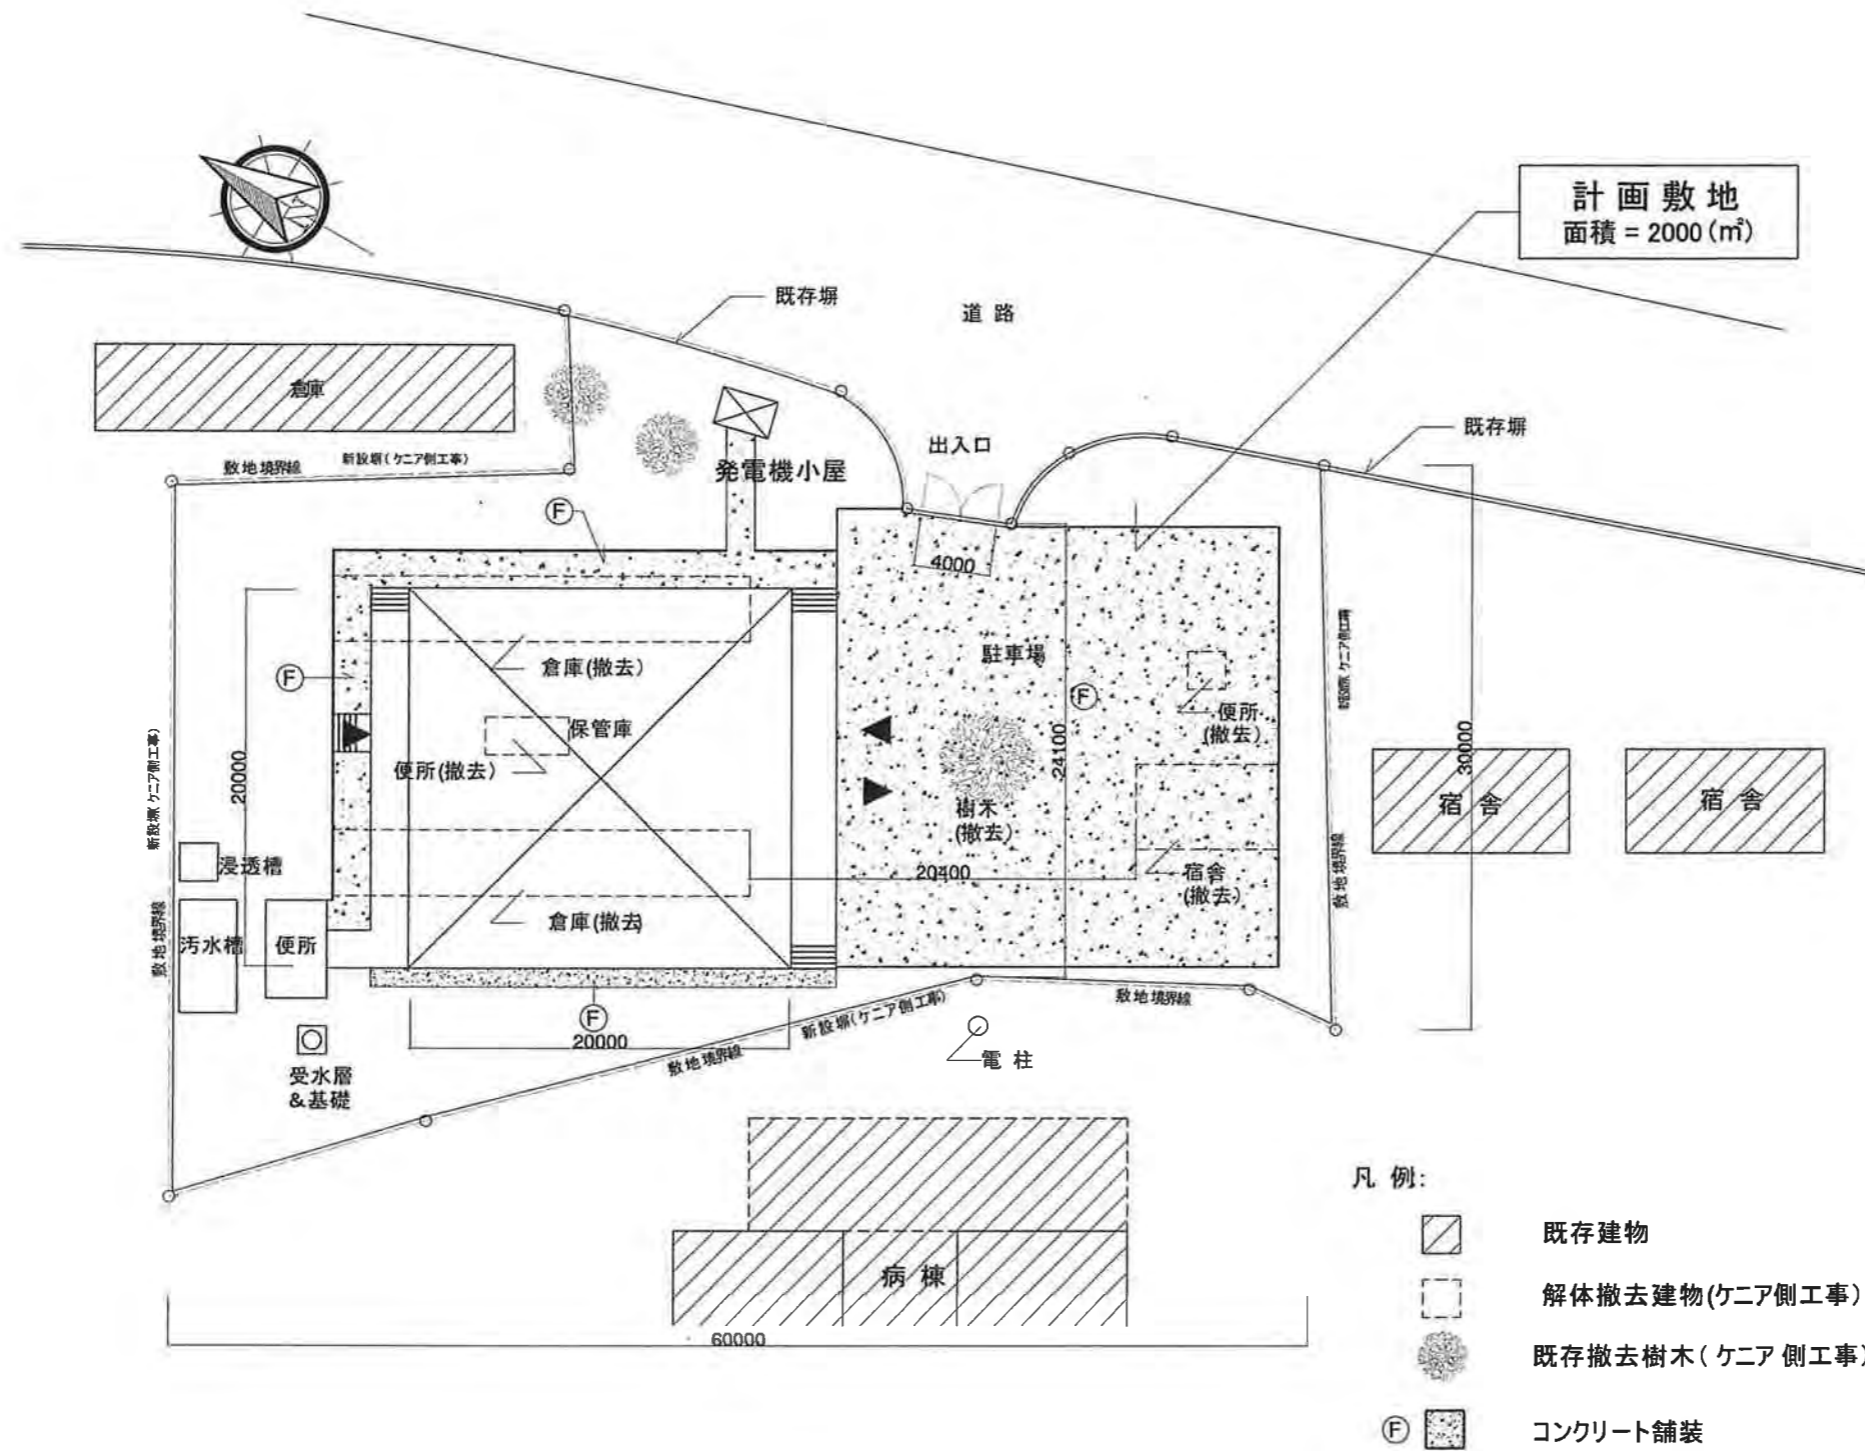 計画敷地
面積 = 2000 (㎡)
既存塀
道 路
倉庫
既存塀
出入口
敷地境界線
新設塀(ケニア側工事)
発電機小屋
F
4000
倉庫(撤去)
駐車場
F
F
便所
(撤去)
保管庫
便所(撤去)
24100
30000
20000
新設塀(ケニア側工事)
樹木
(撤去)
宿 舎
宿 舎
浸透槽
20400
宿舎
(撤去)
敷地境界線
敷地境界線
倉庫(撤去)
汚水槽
便所
F
20000
新設塀(ケニア側工事)
敷地境界線
敷地境界線
電 柱
受水層
&基礎
病 棟
60000
凡 例:
既存建物
解体撤去建物(ケニア側工事)
既存撤去樹木(ケニア側工事)
F
コンクリート舗装